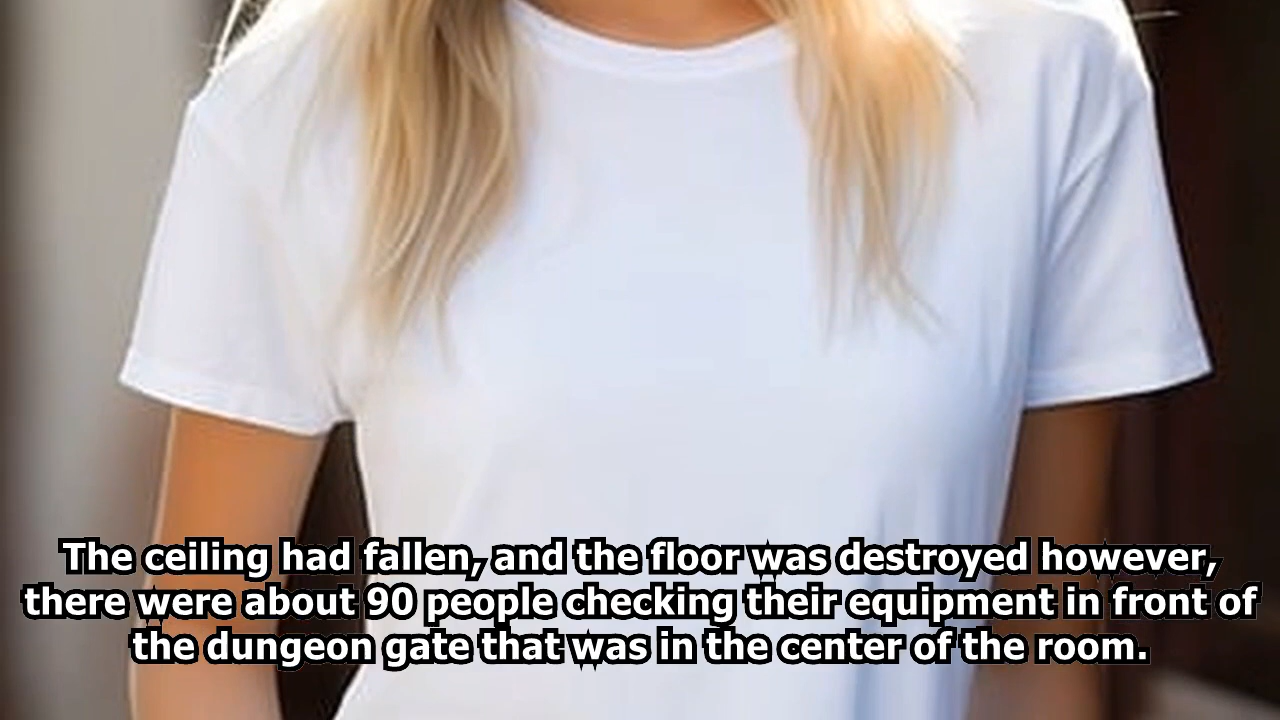 The ceiling had fallen, and the floor was destroyed however,
there were about 90 people checking their equipment in front of
the dungeon gate that was in the center of the room.